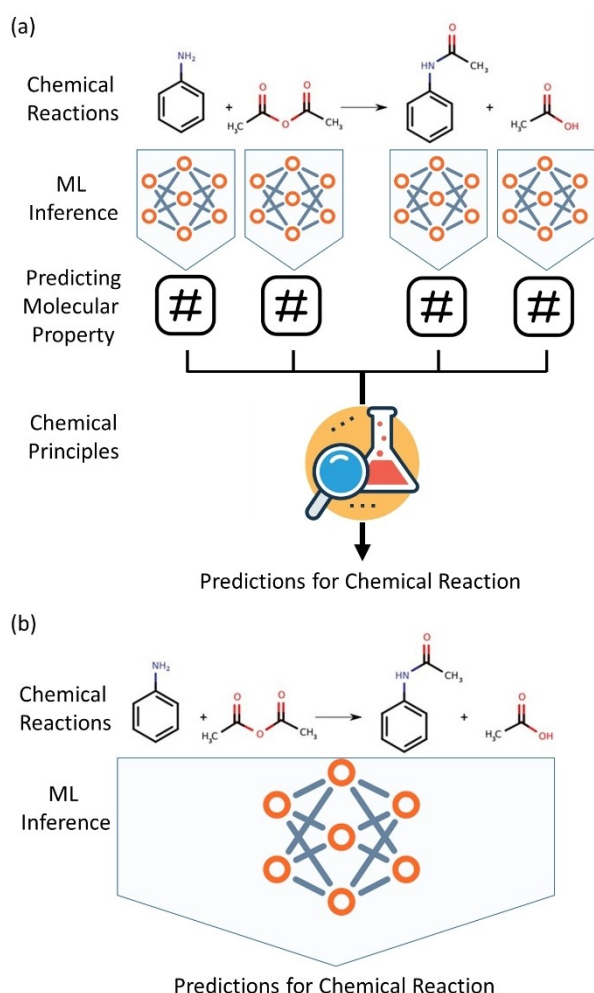 (a)
NH₂
O
Chemical
Reactions
+
O
O
HN
CH₃
+
O
H₃C
O
CH₃
H₃C
OH
ML
Inference
Predicting
Molecular
Property
# # # #
Chemical
Principles
Predictions for Chemical Reaction
(b)
NH₂
O
Chemical
Reactions
+
O
O
HN
CH₃
+
O
H₃C
O
CH₃
H₃C
OH
ML
Inference
Predictions for Chemical Reaction